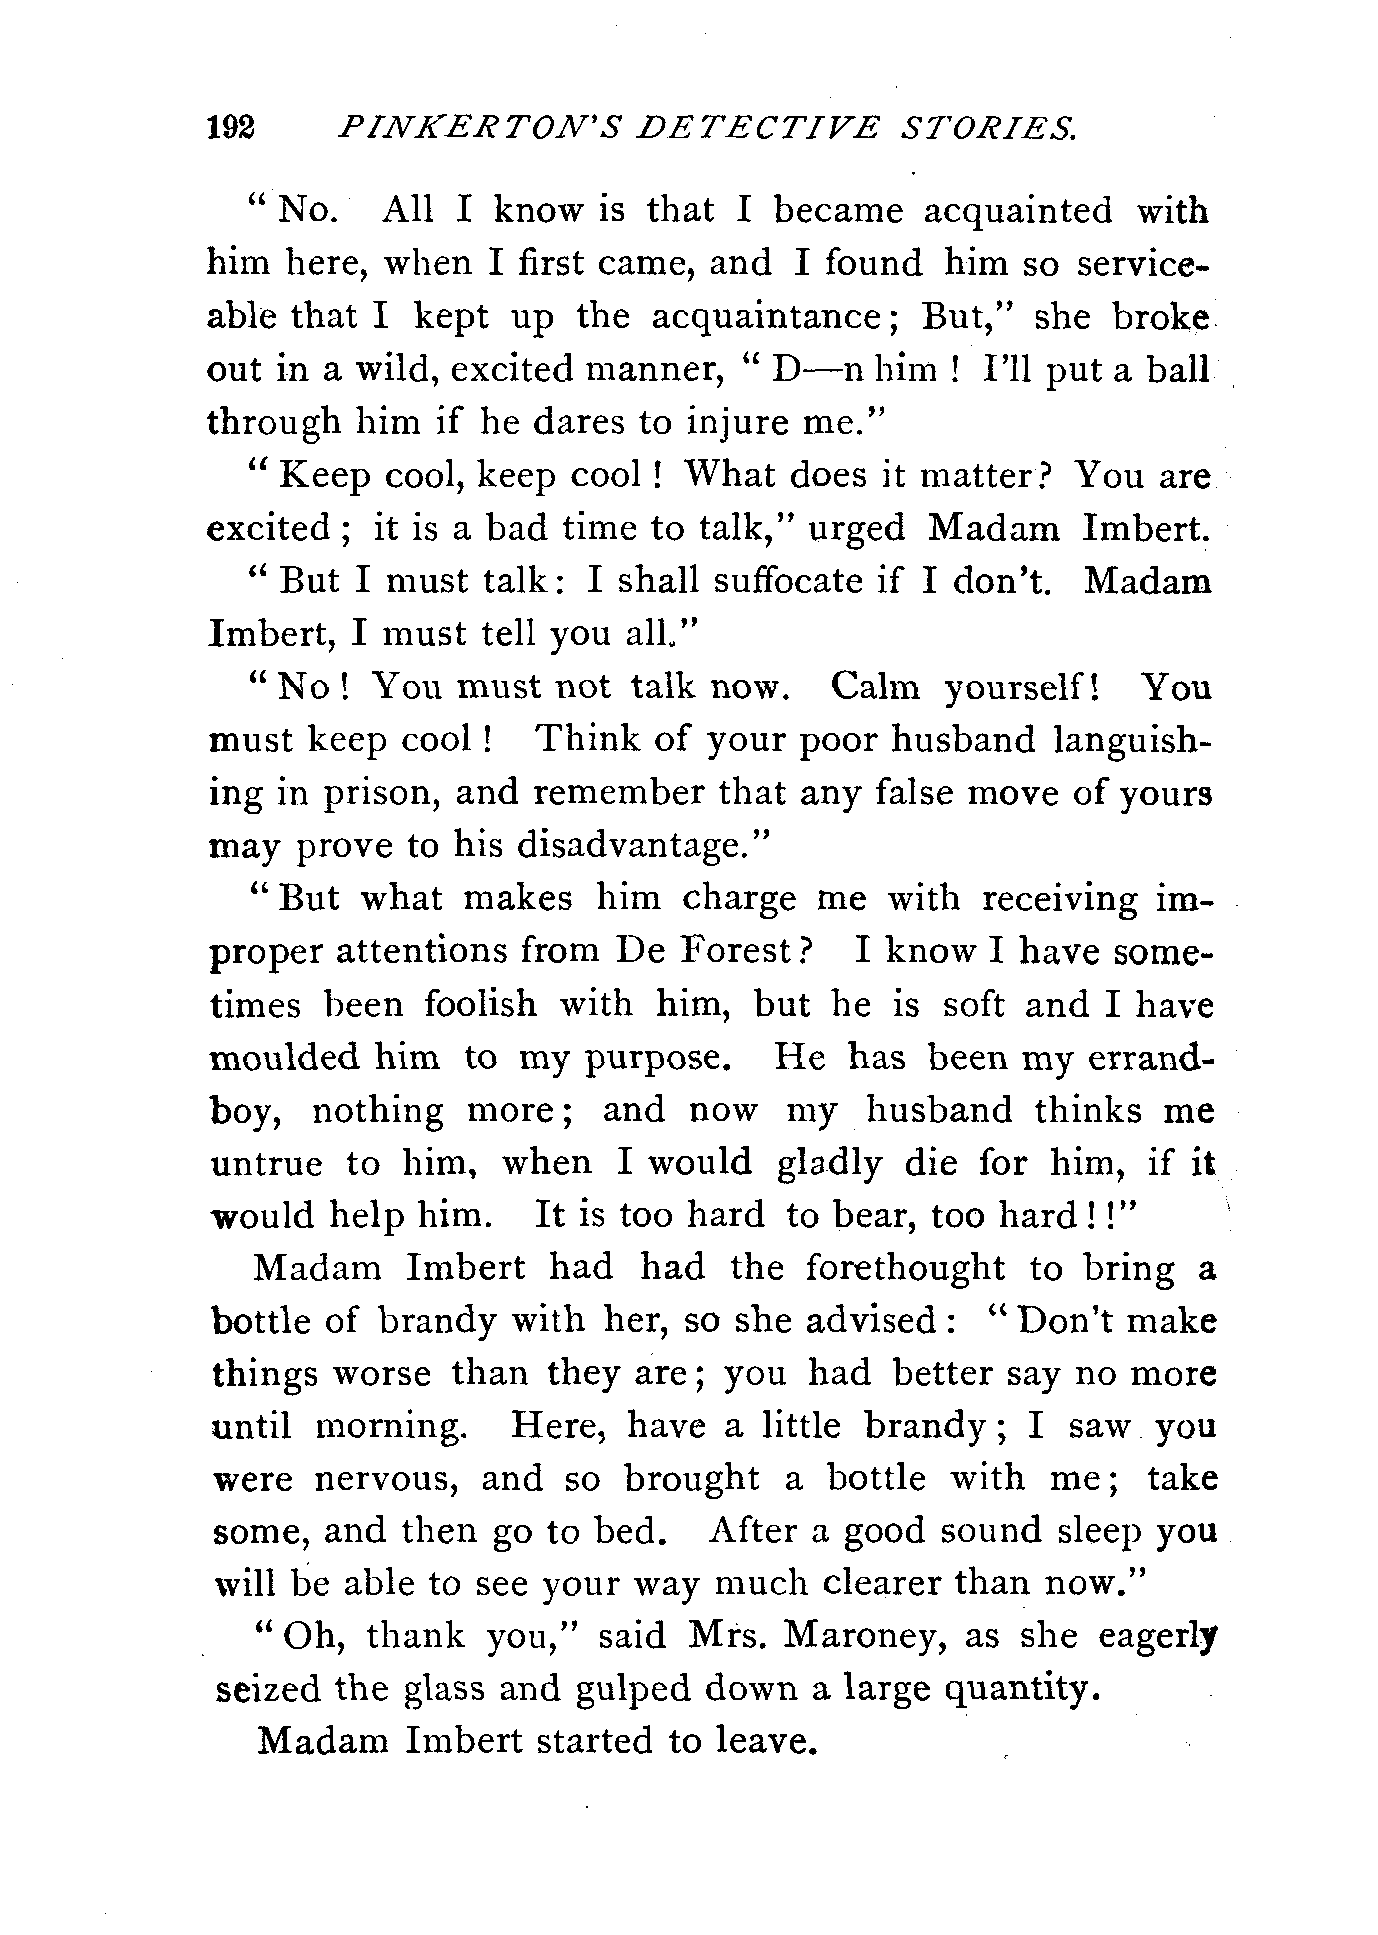 192 PINKERTON'S DETECTIVE STORIES.
" No. All I know is that I became acquainted with
him here, when I first came, and I found him so service-
able that I kept up the acquaintance; But," she broke
out in a wild, excited manner, " D—n him ! I'll put a ball
through him if he dares to injure me."
" Keep cool, keep cool ! What does it matter? You are
excited ; it is a bad time to talk," urged Madam Imbert.
" But I must talk: I shall suffocate if I don't. Madam
Imbert, I must tell you all."
" No ! You must not talk now. Calm yourself! You
must keep cool ! Think of your poor husband languish-
ing in prison, and remember that any false move of yours
may prove to his disadvantage."
" But what makes him charge me with receiving im-
proper attentions from De Forest? I know I have some-
times been foolish with him, but he is soft and I have
moulded him to my purpose. He has been my errand-
boy, nothing more; and now my husband thinks me
untrue to him, when I would gladly die for him, if it
would help him. It is too hard to bear, too hard ! !"
Madam Imbert had had the forethought to bring a
bottle of brandy with her, so she advised : " Don't make
things worse than they are; you had better say no more
until morning. Here, have a little brandy ; I saw you
were nervous, and so brought a bottle with me; take
some, and then go to bed. After a good sound sleep you
will be able to see your way much clearer than now."
" Oh, thank you," said Mrs. Maroney, as she eagerly
seized the glass and gulped down a large quantity.
Madam Imbert started to leave.